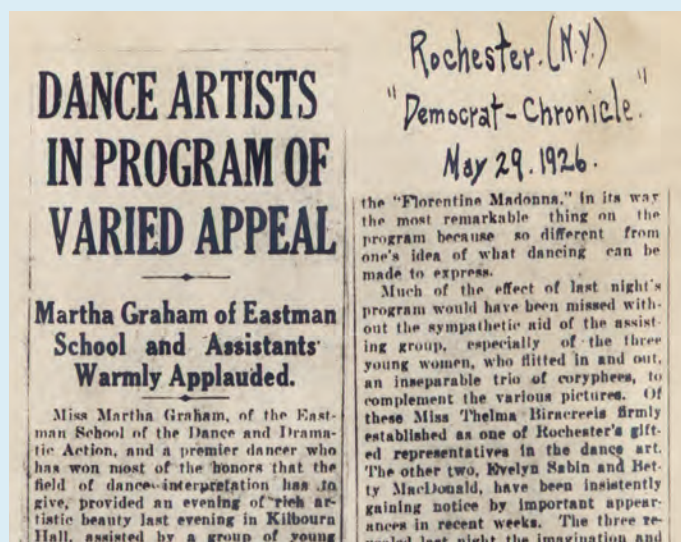 DANCE ARTISTS
IN PROGRAM OF
VARIED APPEAL
Martha Graham of Eastman
School and Assistants
Warmly Applauded.
Miss Martha Graham, of the East-
man School of the Dance and Drama-
tic Action, and a premier dancer who
has won most of the honors that the
field of dance interpretation has to
give, provided an evening of rich ar-
tistic beauty last evening in Kilbourn
Hall, assisted by a group of young
Rochester. (N.Y.)
"Democrat-Chronicle."
May 29. 1926.
the "Florentine Madonna," in its way
the most remarkable thing on the
program because so different from
one's idea of what dancing can be
made to express.
Much of the effect of last night's
program would have been missed with-
out the sympathetic aid of the assist-
ing group, especially of the three
young women, who flitted in and out,
an inseparable trio of coryphees, to
complement the various pictures. Of
these Miss Thelma Biracreeis firmly
established as one of Rochester's gift-
ed representatives in the dance art.
The other two, Evelyn Sabin and Bet-
ty MacDonald, have been insistently
gaining notice by important appear-
ances in recent weeks. The three re-
last night the imagination and